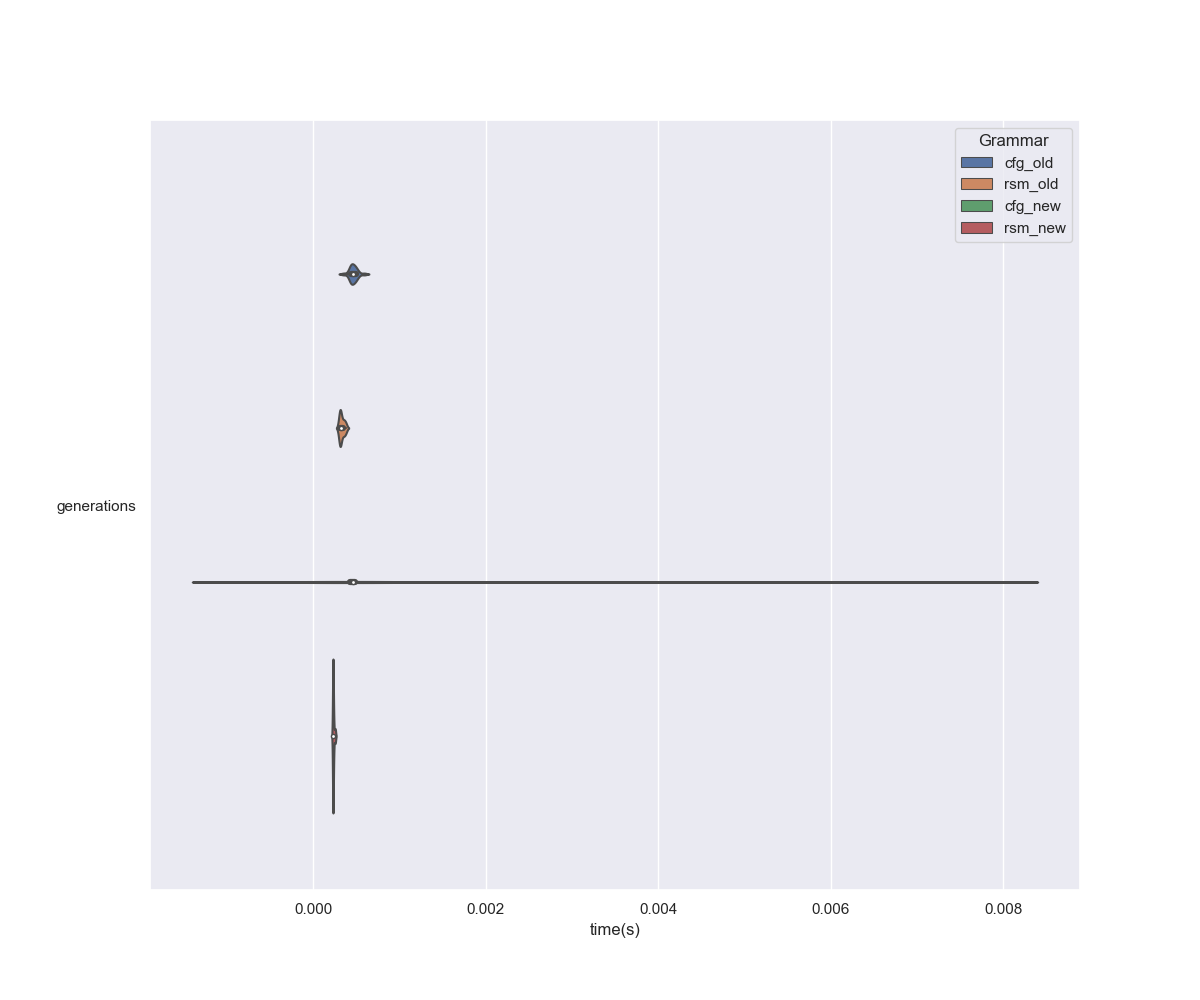 Grammar
cfg_old
rsm_old
cfg_new
rsm_new
generations
0.000 0.002 0.004 0.006 0.008
time(s)